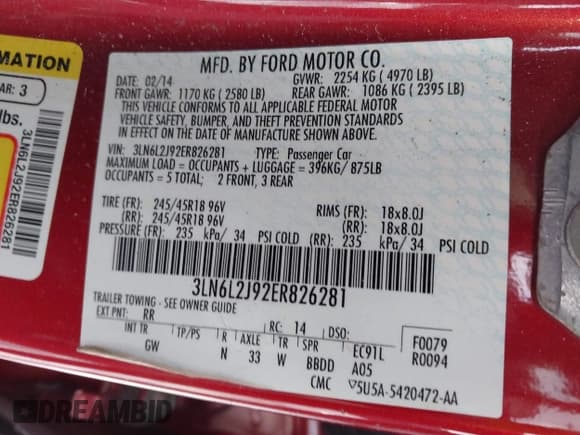 MFD. BY FORD MOTOR CO.
DATE: 02/14 GVWR: 2254 KG ( 4970 LB)
FRONT GAWR: 1170 KG ( 2580 LB) REAR GAWR: 1086 KG ( 2395 LB)
THIS VEHICLE CONFORMS TO ALL APPLICABLE FEDERAL MOTOR
VEHICLE SAFETY, BUMPER, AND THEFT PREVENTION STANDARDS
IN EFFECT ON THE DATE OF MANUFACTURE SHOWN ABOVE.
VIN: 3LN6L2J92ER826281 TYPE: Passenger Car
MAXIMUM LOAD = OCCUPANTS + LUGGAGE = 396KG/ 875LB
OCCUPANTS = 5 TOTAL; 2 FRONT, 3 REAR
TIRE (FR): 245/45R18 96V RIMS (FR): 18x8.0J
(RR): 245/45R18 96V (RR): 18x8.0J
PRESSURE (FR): 235 kPa/ 34 PSI COLD (RR): 235 kPa/ 34 PSI COLD
3LN6L2J92ER826281
TRAILER TOWING - SEE OWNER GUIDE
EXT PNT: RR RC: 14 DSO: F0079
INT TR TP/PS R AXLE TR SPR EC91L R0094
GW N 33 W BBDD A05
CMC 5U5A-5420472-AA
MATION
AR: 3
lbs.
3LN6L2J92ER826281
DREAMBID